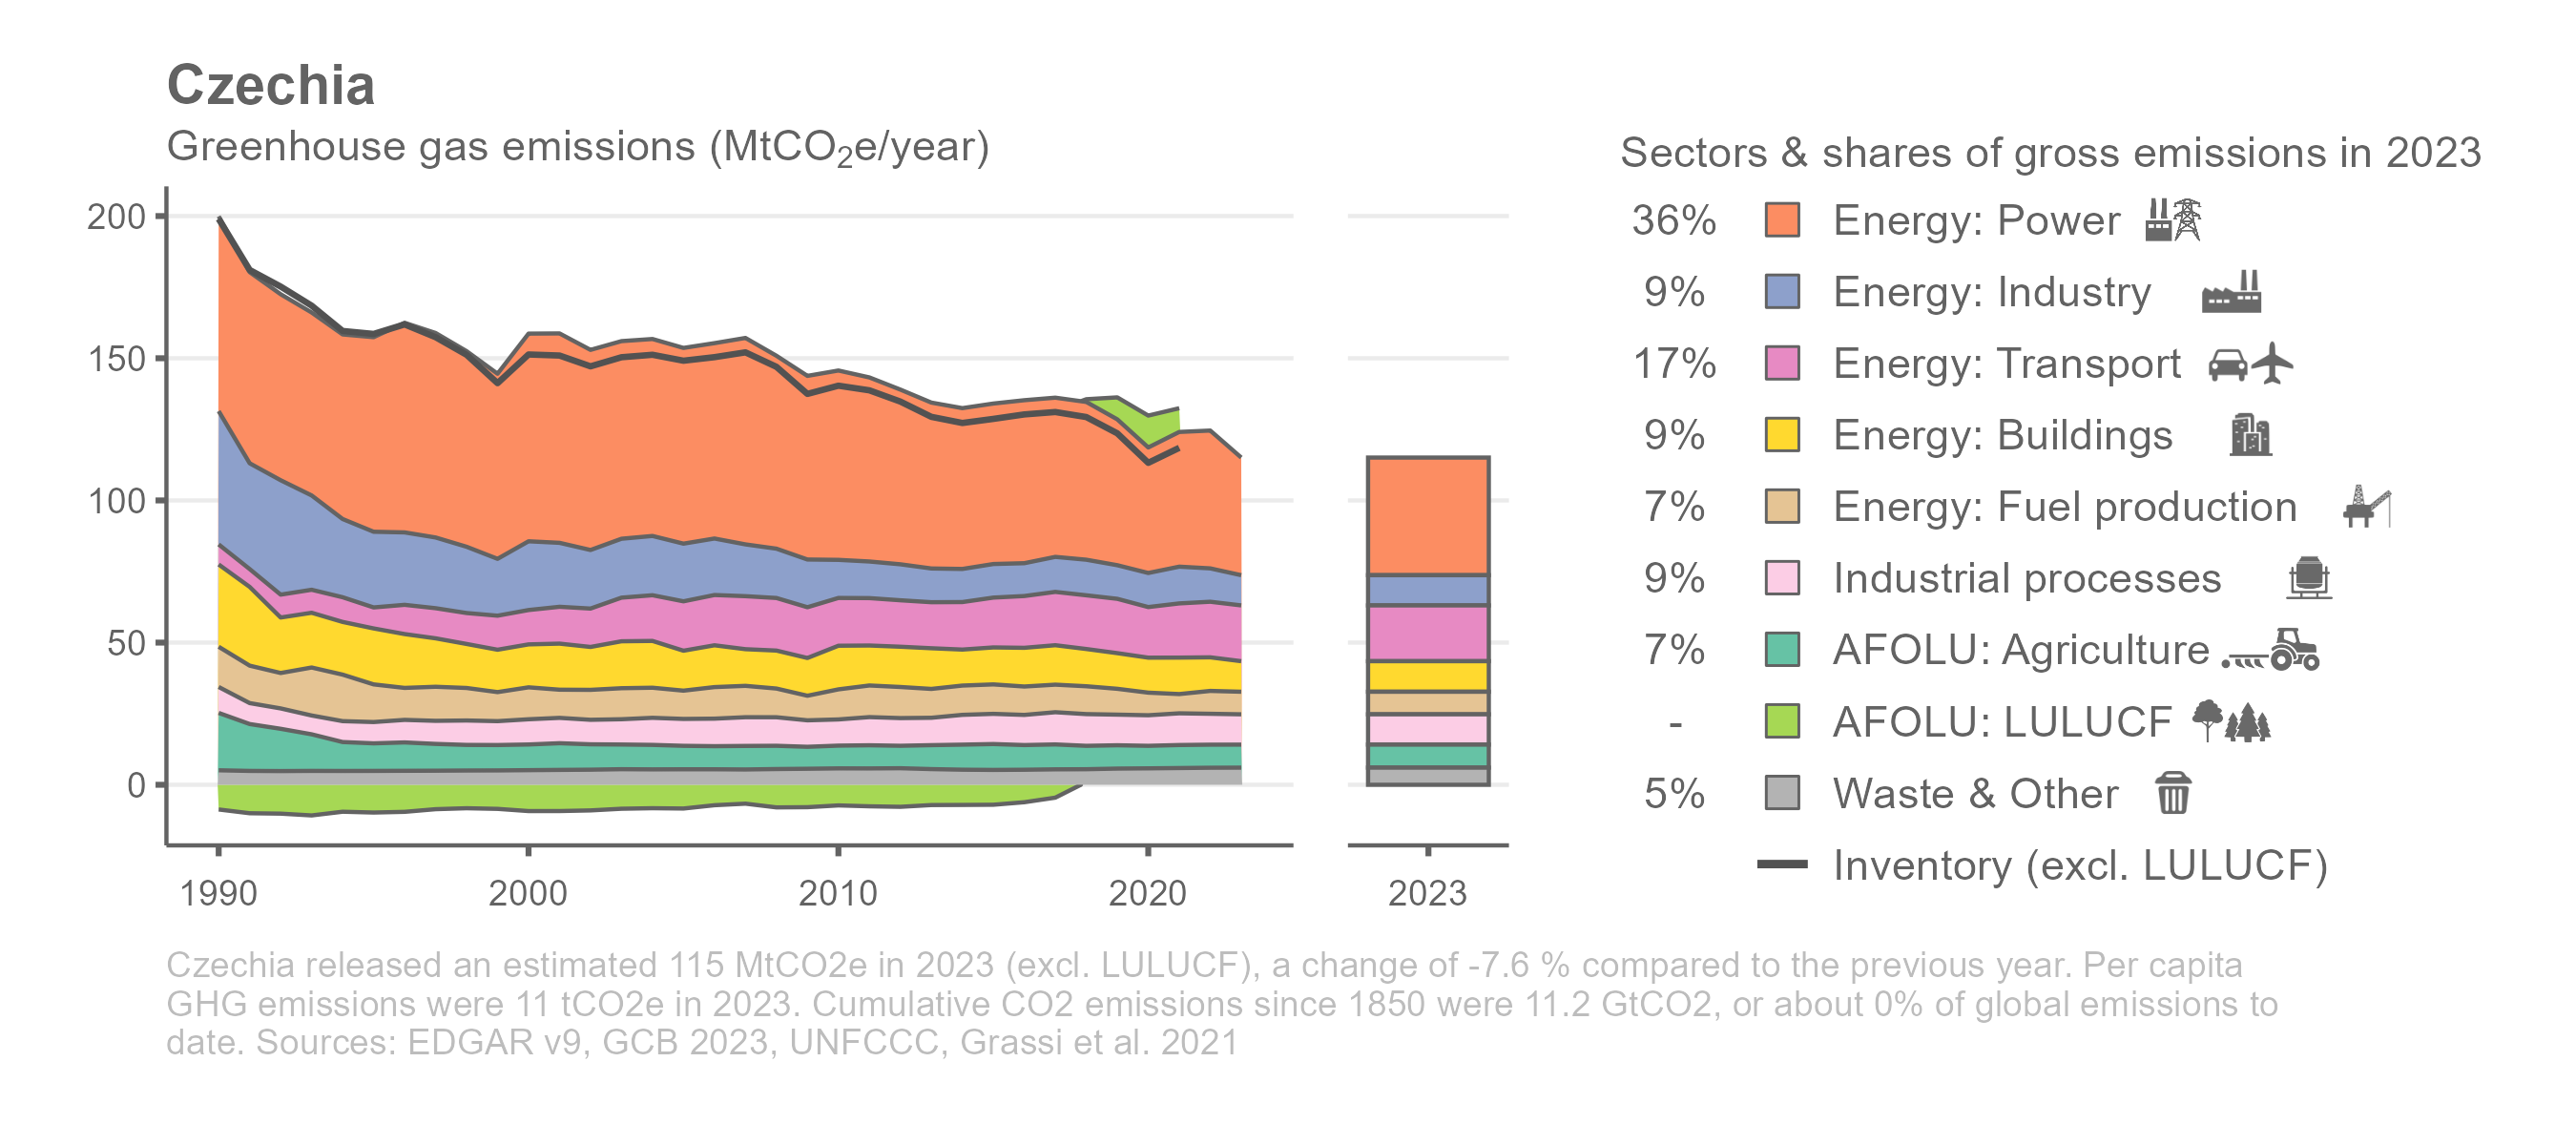 Czechia
Greenhouse gas emissions (MtCO₂e/year)
200
150
100
50
0
1990
2000
2010
2020
2023
Sectors & shares of gross emissions in 2023
36% Energy: Power
9% Energy: Industry
17% Energy: Transport
9% Energy: Buildings
7% Energy: Fuel production
9% Industrial processes
7% AFOLU: Agriculture
- AFOLU: LULUCF
5% Waste & Other
Inventory (excl. LULUCF)
Czechia released an estimated 115 MtCO2e in 2023 (excl. LULUCF), a change of -7.6 % compared to the previous year. Per capita
GHG emissions were 11 tCO2e in 2023. Cumulative CO2 emissions since 1850 were 11.2 GtCO2, or about 0% of global emissions to
date. Sources: EDGAR v9, GCB 2023, UNFCCC, Grassi et al. 2021